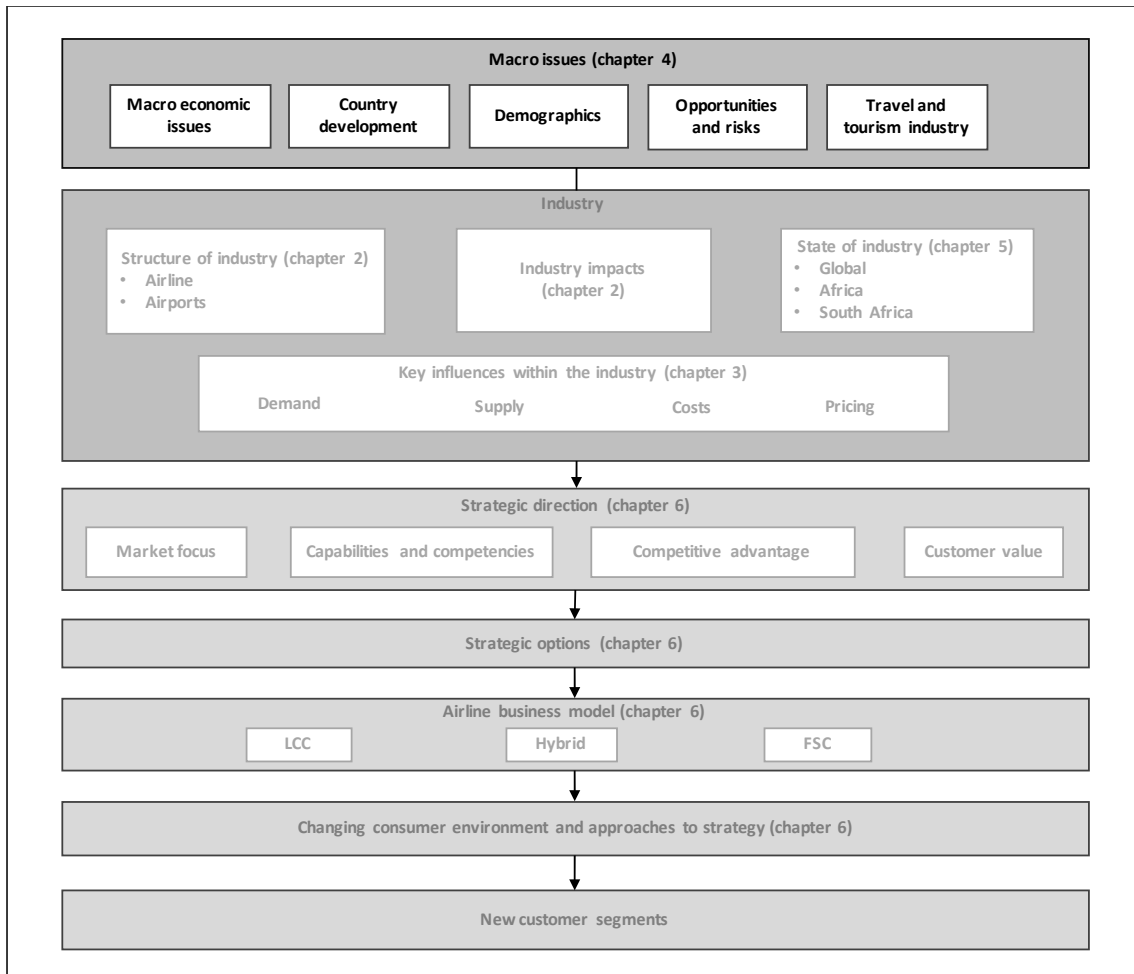 Macro issues (chapter 4)
Macro economic
issues
Country
development
Demographics
Opportunities
and risks
Travel and
tourism industry
Industry
Structure of industry (chapter 2)
• Airline
• Airports
Industry impacts
(chapter 2)
State of industry (chapter 5)
• Global
• Africa
• South Africa
Key influences within the industry (chapter 3)
Demand Supply Costs Pricing
Strategic direction (chapter 6)
Market focus
Capabilities and competencies
Competitive advantage
Customer value
Strategic options (chapter 6)
Airline business model (chapter 6)
LCC
Hybrid
FSC
Changing consumer environment and approaches to strategy (chapter 6)
New customer segments